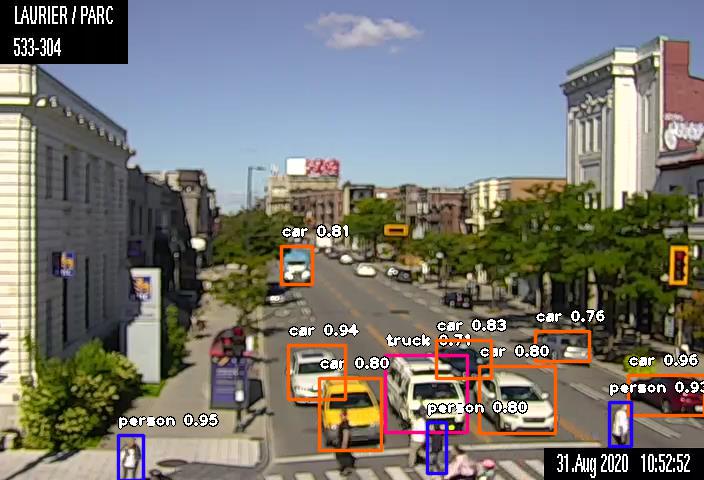 LAURIER / PARC
533-304
car 0.81
car 0.76
car 0.83
car 0.94
truck 0.71
car 0.80
car 0.80
car 0.96
person 0.93
person 0.80
person 0.95
31.Aug 2020 10:52:52